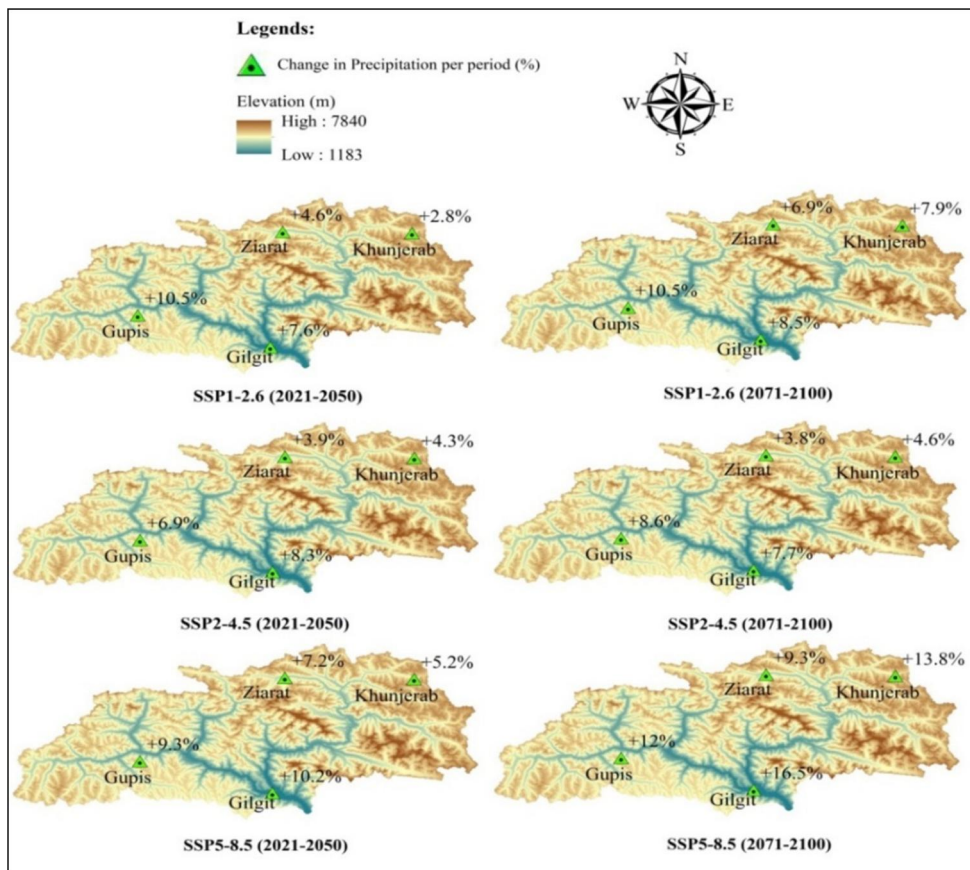 Legends:
Change in Precipitation per period (%)
Elevation (m)
High : 7840
Low : 1183
N
W
E
S
+4.6%
+2.8%
Ziarat
Khunjerab
+10.5%
Gupis
+7.6%
Gilgit
SSP1-2.6 (2021-2050)
+6.9%
+7.9%
Ziarat
Khunjerab
+10.5%
Gupis
+8.5%
Gilgit
SSP1-2.6 (2071-2100)
+3.9%
+4.3%
Ziarat
Khunjerab
+6.9%
Gupis
+8.3%
Gilgit
SSP2-4.5 (2021-2050)
+3.8%
+4.6%
Ziarat
Khunjerab
+8.6%
Gupis
+7.7%
Gilgit
SSP2-4.5 (2071-2100)
+7.2%
+5.2%
Ziarat
Khunjerab
+9.3%
Gupis
+10.2%
Gilgit
SSP5-8.5 (2021-2050)
+9.3%
+13.8%
Ziarat
Khunjerab
+12%
Gupis
+16.5%
Gilgit
SSP5-8.5 (2071-2100)